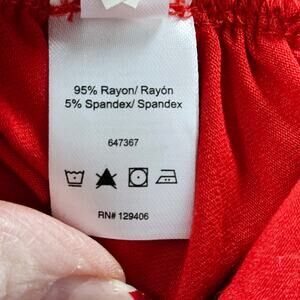 95% Rayon/ Rayón
5% Spandex/ Spandex
647367
RN# 129406